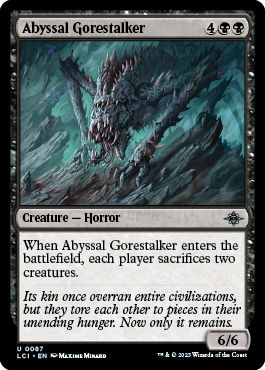 Abyssal Gorestalker 4
Creature — Horror
When Abyssal Gorestalker enters the
battlefield, each player sacrifices two
creatures.
Its kin once overran entire civilizations,
but they tore each other to pieces in their
unending hunger. Now only it remains.
6/6
U 0087
LCI • EN Maxime Minard
™ & © 2023 Wizards of the Coast